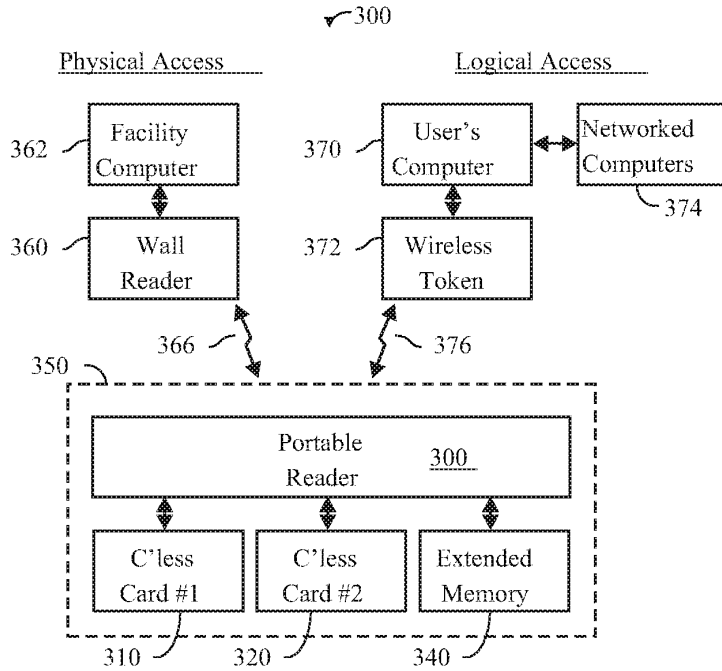 300
Physical Access
Logical Access
362
Facility
Computer
370
User's
Computer
Networked
Computers
374
360
Wall
Reader
372
Wireless
Token
366
376
350
Portable
Reader
300
C'less
Card #1
C'less
Card #2
Extended
Memory
310
320
340